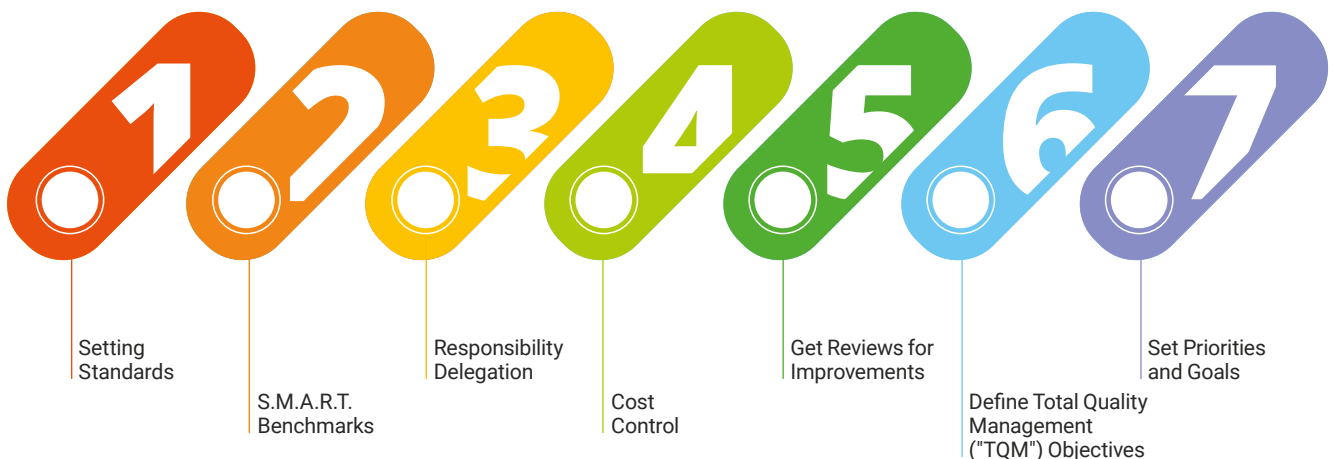 1
2
3
4
5
6
7
Setting
Standards
S.M.A.R.T.
Benchmarks
Responsibility
Delegation
Cost
Control
Get Reviews for
Improvements
Define Total Quality
Management
("TQM") Objectives
Set Priorities
and Goals